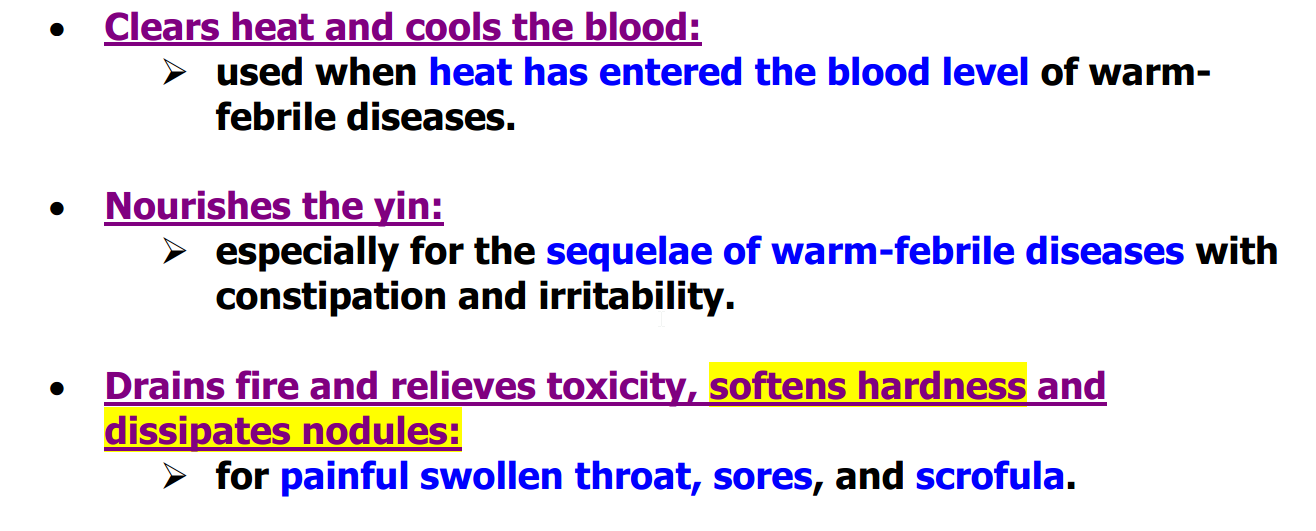 • Clears heat and cools the blood:
➢ used when heat has entered the blood level of warm-
febrile diseases.
• Nourishes the yin:
➢ especially for the sequelae of warm-febrile diseases with
constipation and irritability.
• Drains fire and relieves toxicity, softens hardness and
dissipates nodules:
➢ for painful swollen throat, sores, and scrofula.